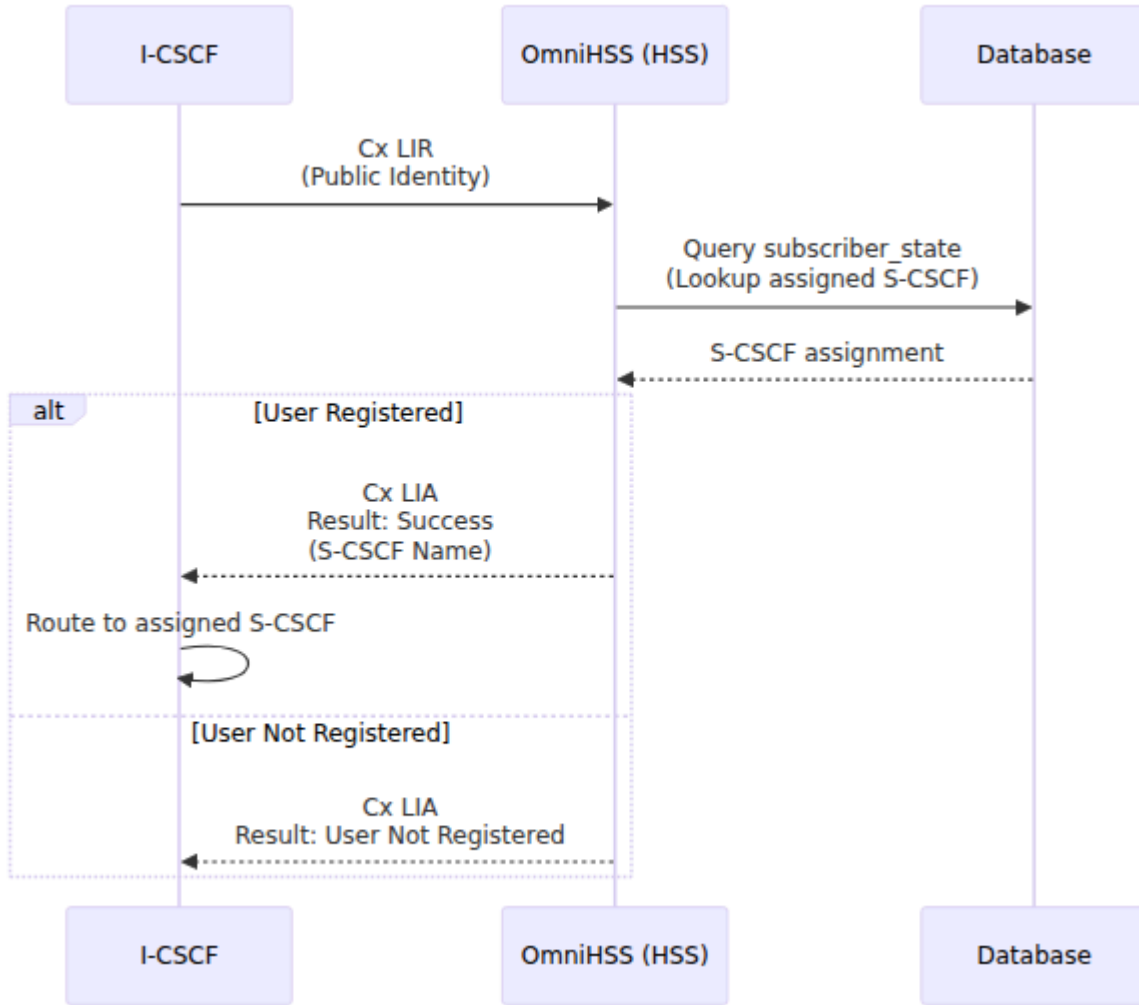 I-CSCF
OmniHSS (HSS)
Database
Cx LIR
(Public Identity)
Query subscriber_state
(Lookup assigned S-CSCF)
S-CSCF assignment
alt
[User Registered]
Cx LIA
Result: Success
(S-CSCF Name)
Route to assigned S-CSCF
[User Not Registered]
Cx LIA
Result: User Not Registered
I-CSCF
OmniHSS (HSS)
Database